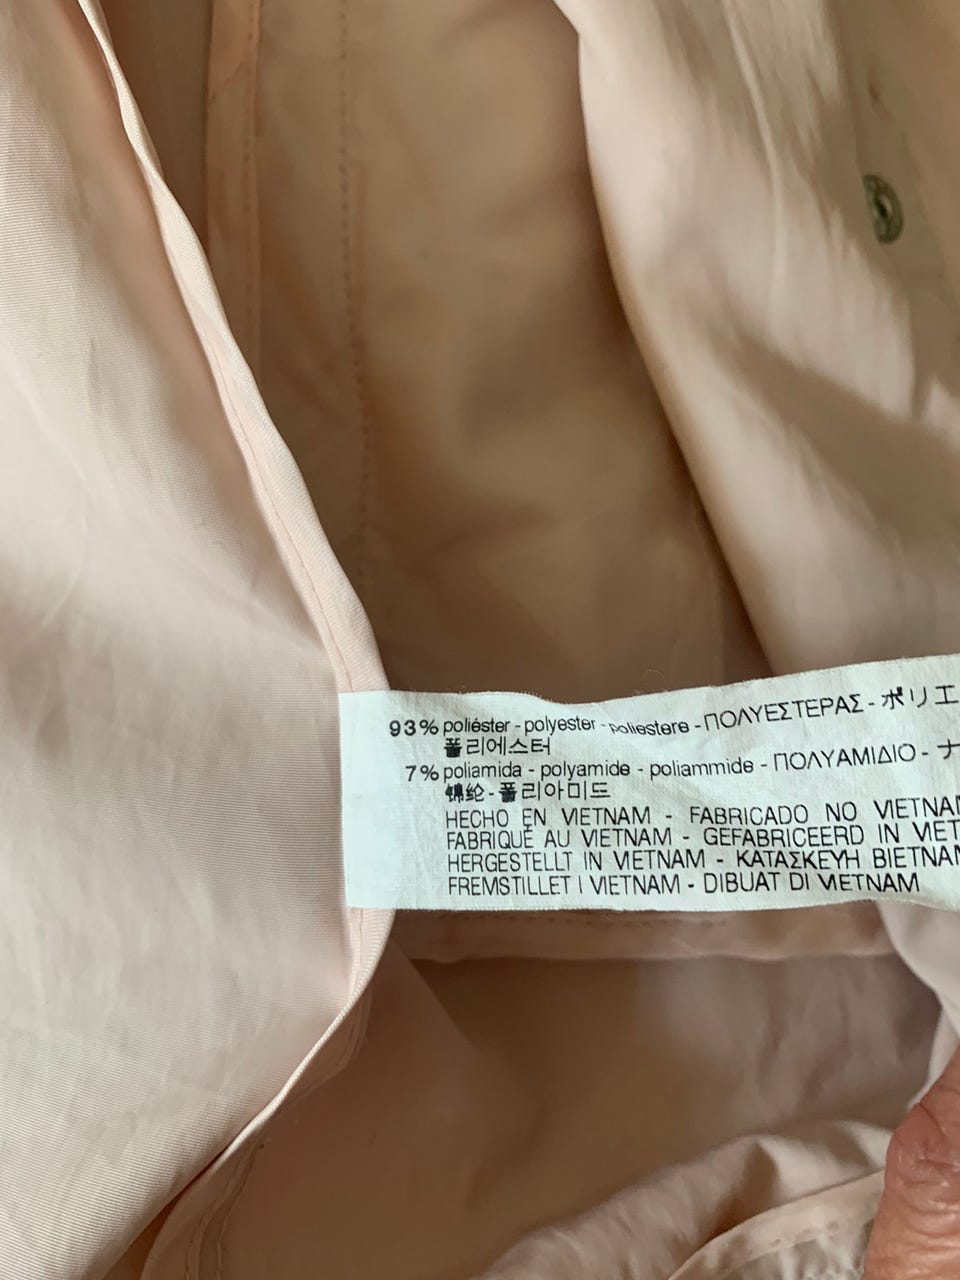 93% poliéster - polyester - poliestere - ΠΟΛΥΕΣΤΕΡΑΣ - ポリエ
폴리에스터
7% poliamida - polyamide - poliammide - ΠΟΛΥΑΜΙΔΙΟ - ナ
锦纶 - 폴리아미드
HECHO EN VIETNAM - FABRICADO NO VIETNAM
FABRIQUÉ AU VIETNAM - GEFABRICEERD IN VIET
HERGESTELLT IN VIETNAM - ΚΑΤΑΣΚΕΥΗ ΒΙΕΤΝΑΜ
FREMSTILLET I VIETNAM - DIBUAT DI VIETNAM